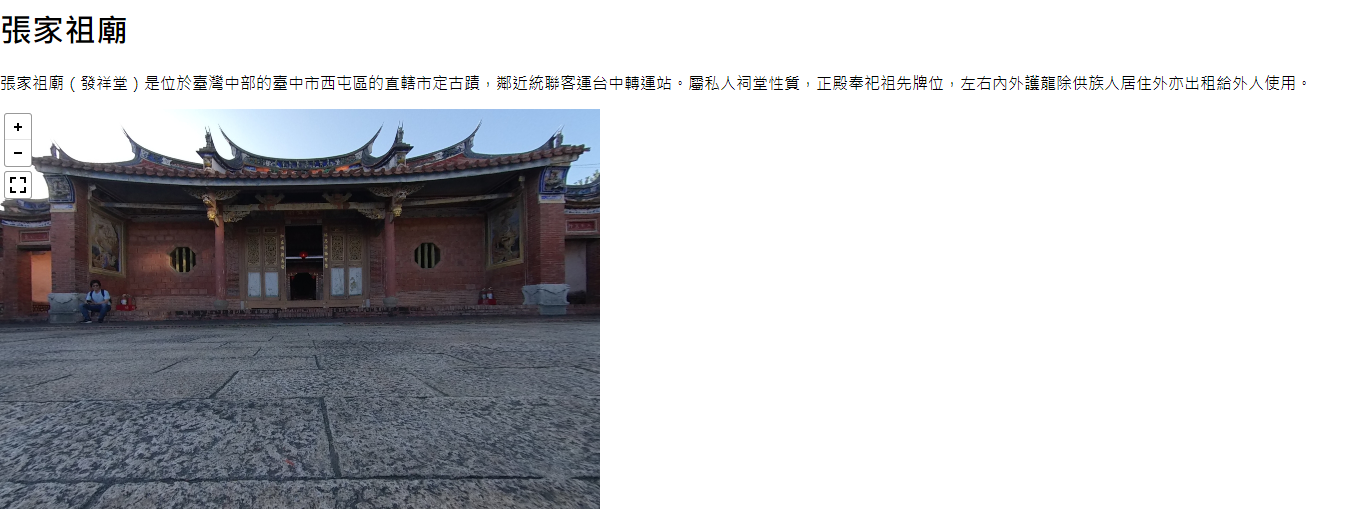 張家祖廟
張家祖廟（發祥堂）是位於臺灣中部的臺中市西屯區的直轄市定古蹟，鄰近統聯客運台中轉運站。屬私人祠堂性質，正殿奉祀祖先牌位，左右內外護龍除供族人居住外亦出租給外人使用。
+
−